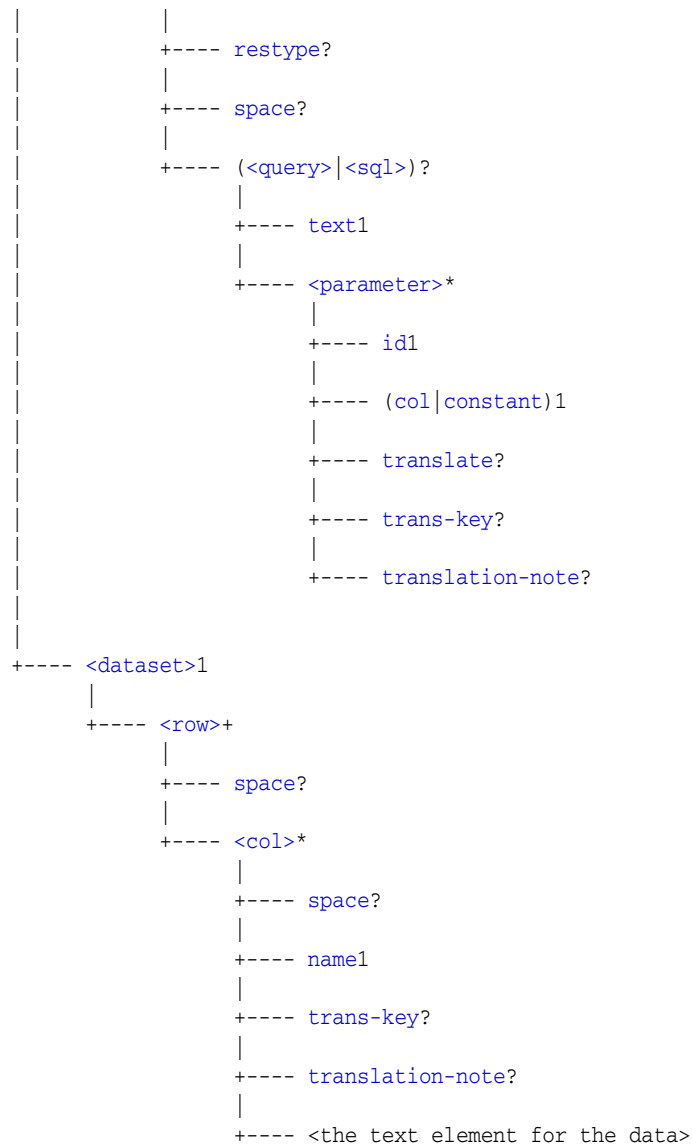 |             |
|             +---- restype?
|             |
|             +---- space?
|             |
|             +---- (<query>|<sql>)?
|                   |
|                   +---- text1
|                   |
|                   +---- <parameter>*
|                         |
|                         +---- id1
|                         |
|                         +---- (col|constant)1
|                         |
|                         +---- translate?
|                         |
|                         +---- trans-key?
|                         |
|                         +---- translation-note?
|
|
+---- <dataset>1
      |
      +---- <row>+
            |
            +---- space?
            |
            +---- <col>*
                  |
                  +---- space?
                  |
                  +---- name1
                  |
                  +---- trans-key?
                  |
                  +---- translation-note?
                  |
                  +---- <the text element for the data>